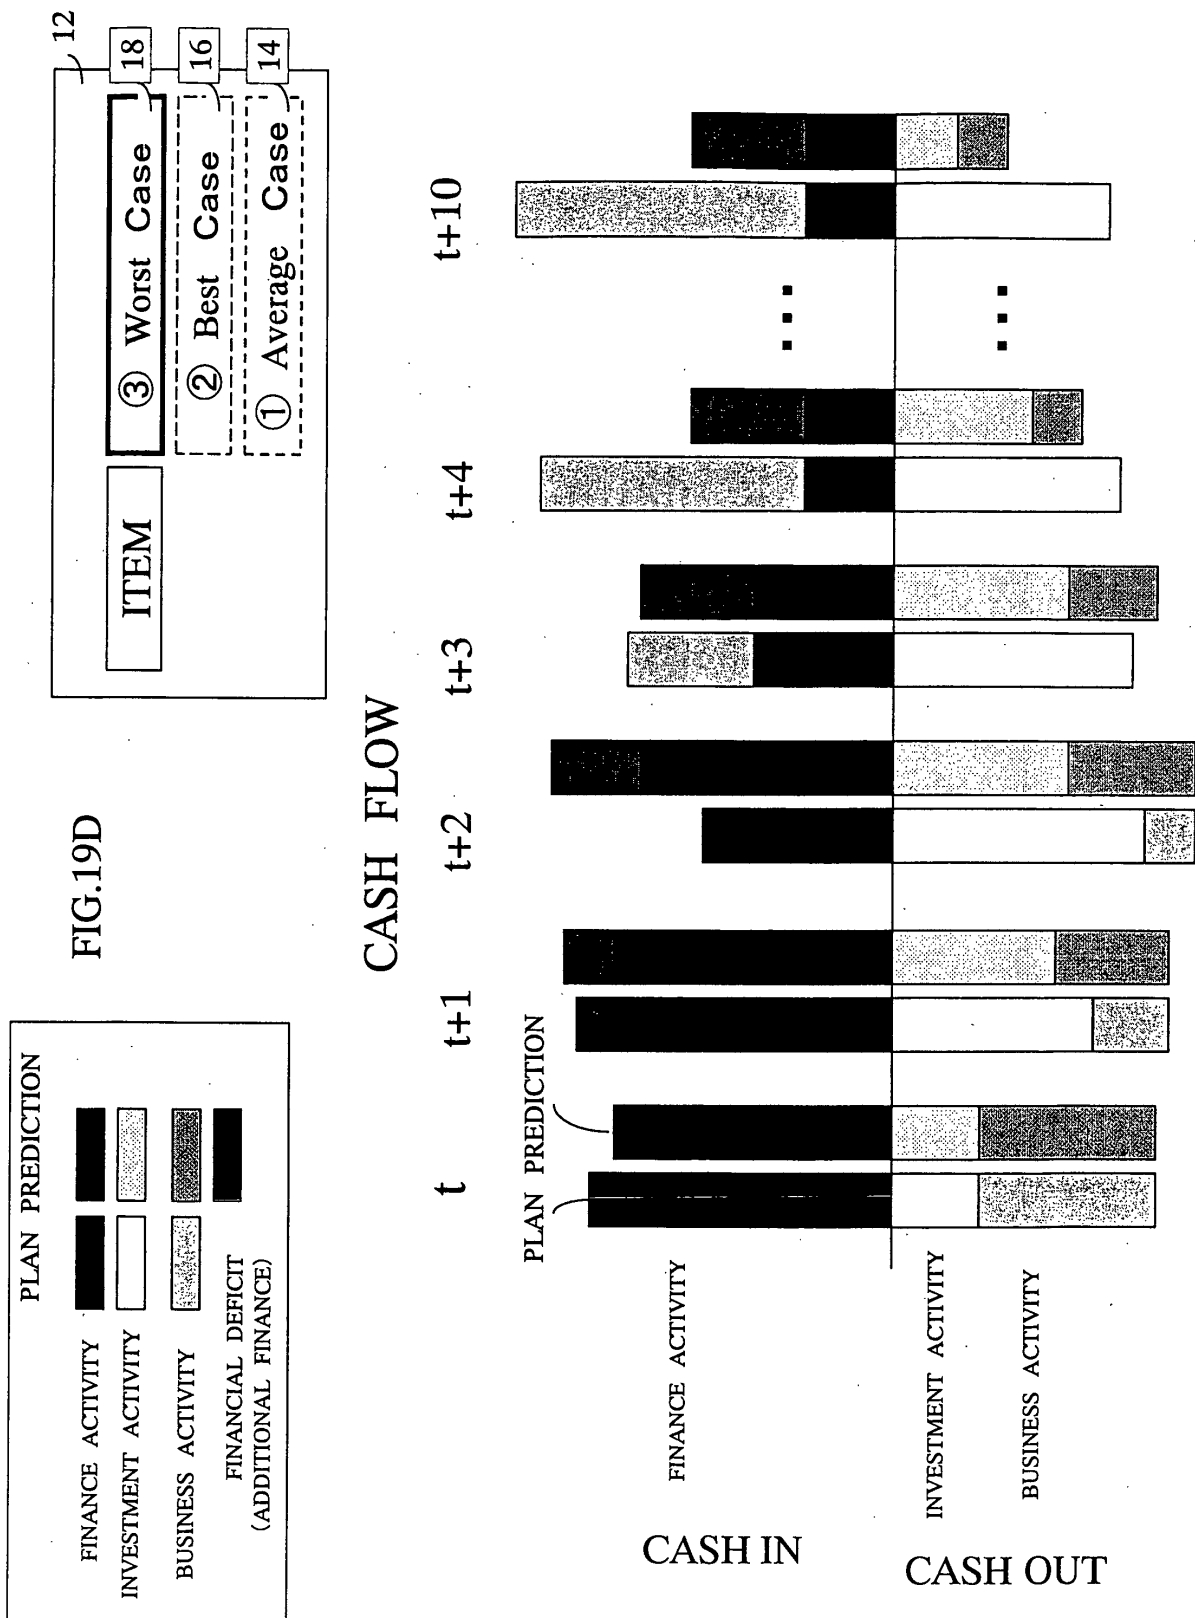 PLAN PREDICTION
FINANCE ACTIVITY
INVESTMENT ACTIVITY
BUSINESS ACTIVITY
FINANCIAL DEFICIT
(ADDITIONAL FINANCE)
FIG.19D
12
ITEM
③ Worst Case
18
② Best Case
16
① Average Case
14
CASH FLOW
t
t+1
t+2
t+3
t+4
t+10
PLAN PREDICTION
CASH IN
FINANCE ACTIVITY
CASH OUT
INVESTMENT ACTIVITY
BUSINESS ACTIVITY